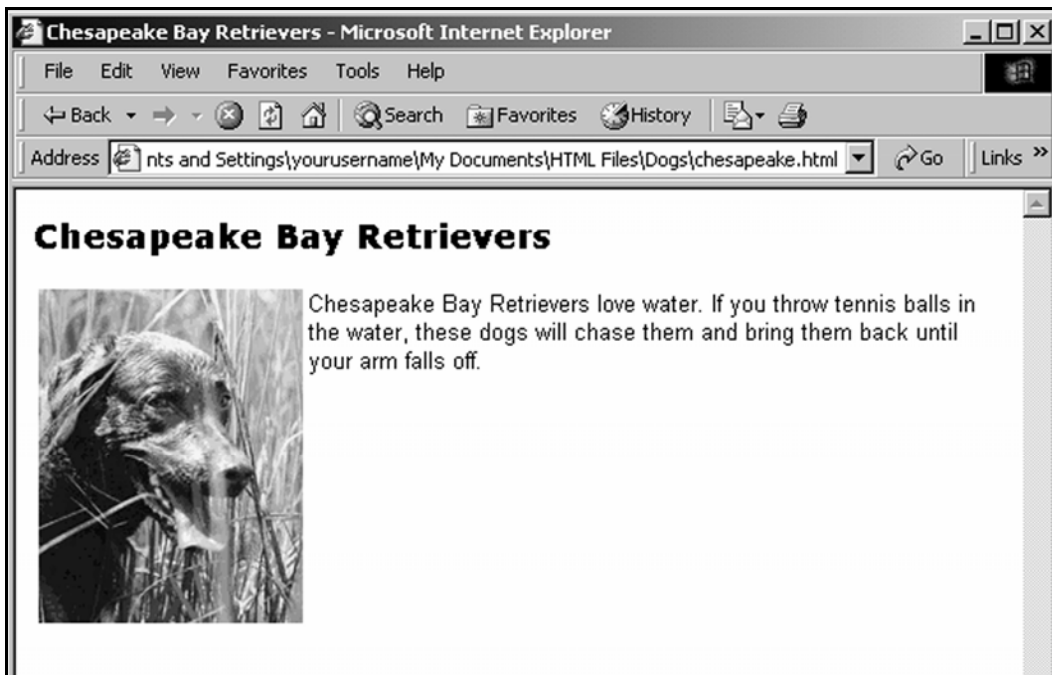 Chesapeake Bay Retrievers - Microsoft Internet Explorer
File Edit View Favorites Tools Help
Back Search Favorites History
Address nts and Settings\yourusername\My Documents\HTML Files\Dogs\chesapeake.html Go Links »
Chesapeake Bay Retrievers
Chesapeake Bay Retrievers love water. If you throw tennis balls in
the water, these dogs will chase them and bring them back until
your arm falls off.